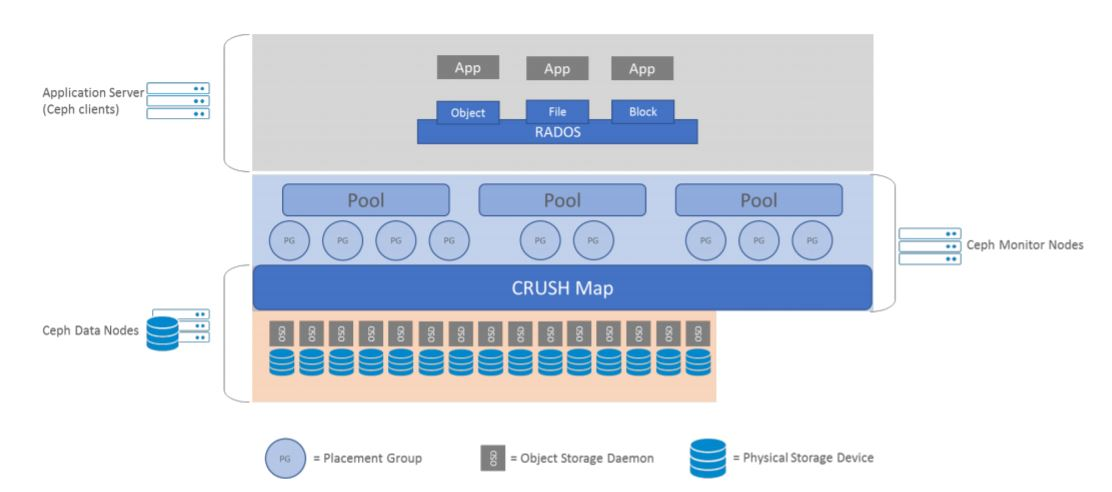 App App App
Application Server
(Ceph clients)
Object File Block
RADOS
Pool Pool Pool
PG PG PG PG PG PG PG PG PG
Ceph Monitor Nodes
CRUSH Map
Ceph Data Nodes
OSD OSD OSD OSD OSD OSD OSD OSD OSD OSD OSD OSD OSD OSD OSD
PG = Placement Group
OSD = Object Storage Daemon
= Physical Storage Device